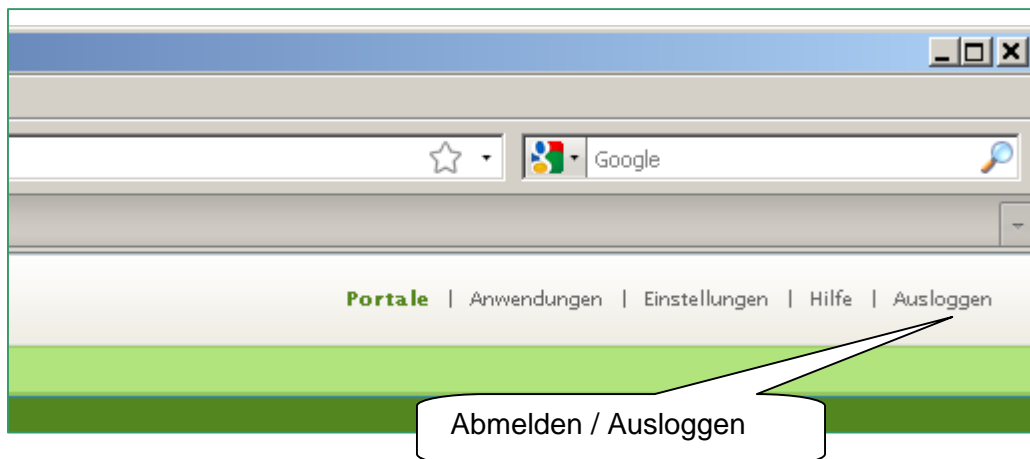 Google
Portale | Anwendungen | Einstellungen | Hilfe | Ausloggen
Abmelden / Ausloggen